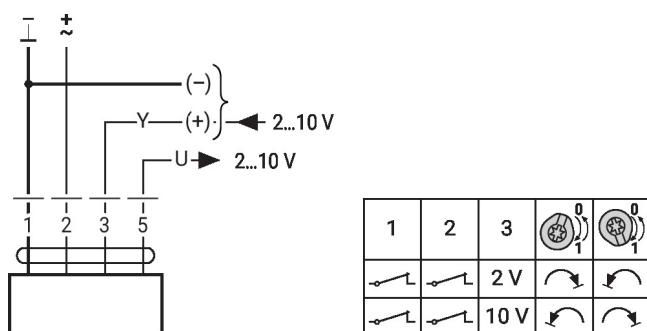 – +
~
(–)
Y (+) 2...10 V
U 2...10 V
1 2 3 5
1 2 3 0 1 0 1
2 V
10 V